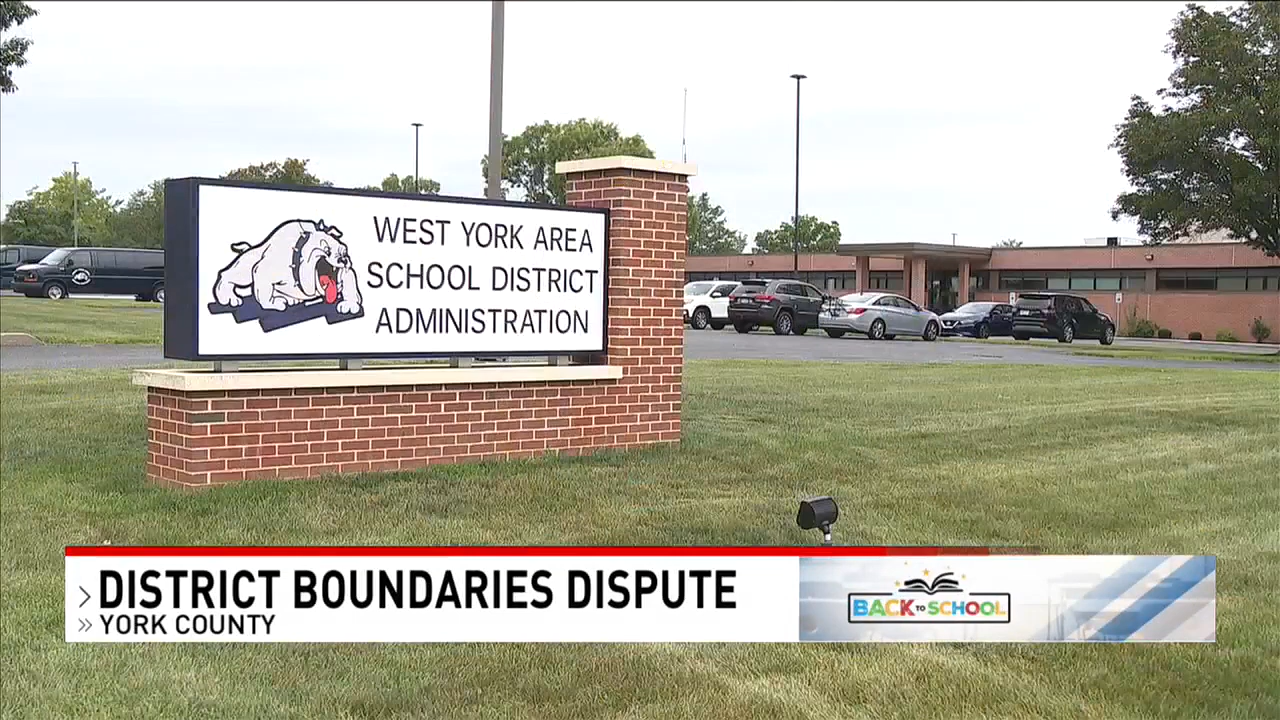 WEST YORK AREA
SCHOOL DISTRICT
ADMINISTRATION
DISTRICT BOUNDARIES DISPUTE
YORK COUNTY
BACK TO SCHOOL